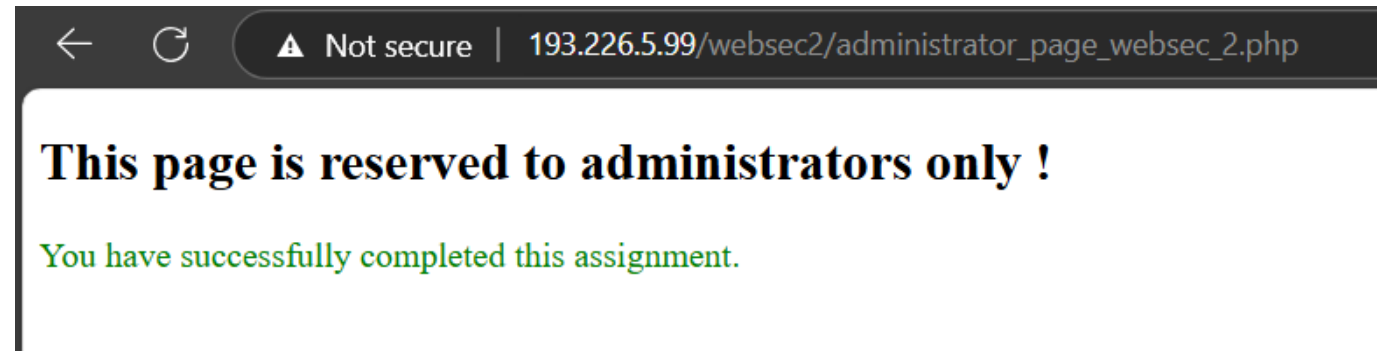 Not secure | 193.226.5.99/websec2/administrator_page_websec_2.php
This page is reserved to administrators only !
You have successfully completed this assignment.